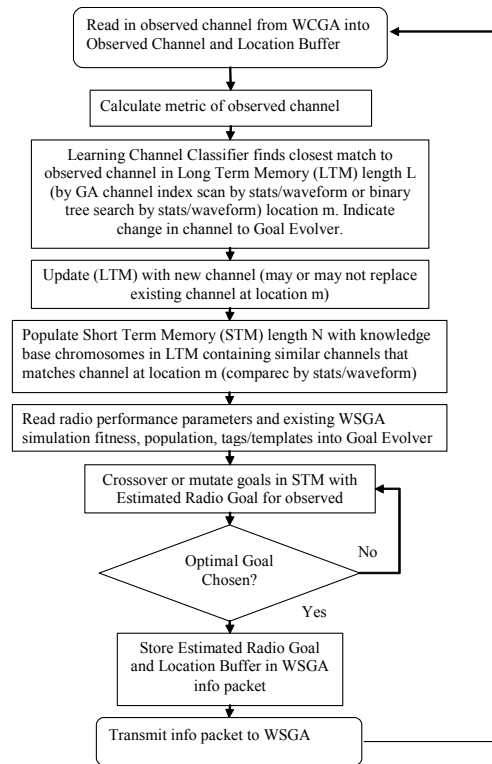 Read in observed channel from WCGA into
Observed Channel and Location Buffer
Calculate metric of observed channel
Learning Channel Classifier finds closest match to
observed channel in Long Term Memory (LTM) length L
(by GA channel index scan by stats/waveform or binary
tree search by stats/waveform) location m. Indicate
change in channel to Goal Evolver.
Update (LTM) with new channel (may or may not replace
existing channel at location m)
Populate Short Term Memory (STM) length N with knowledge
base chromosomes in LTM containing similar channels that
matches channel at location m (comparec by stats/waveform)
Read radio performance parameters and existing WSGA
simulation fitness, population, tags/templates into Goal Evolver
Crossover or mutate goals in STM with
Estimated Radio Goal for observed
Optimal Goal
Chosen?
No
Yes
Store Estimated Radio Goal
and Location Buffer in WSGA
info packet
Transmit info packet to WSGA